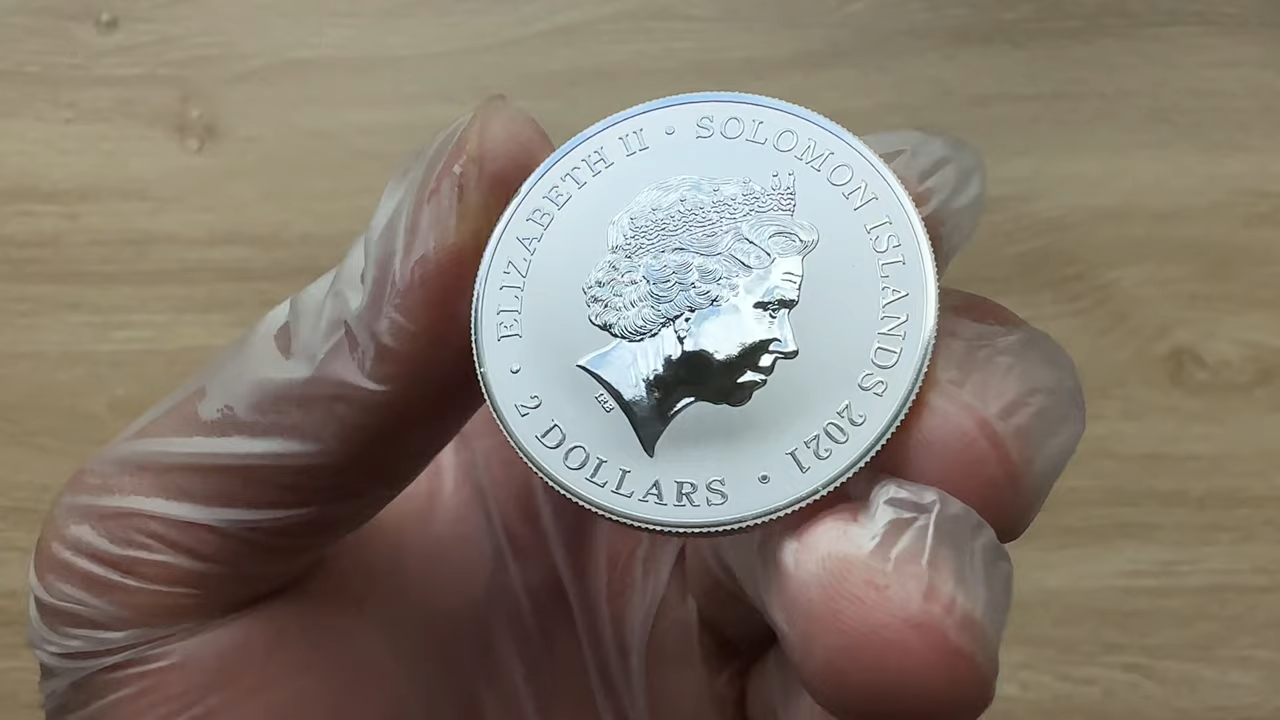 ELIZABETH II • SOLOMON ISLANDS 2021 • 2 DOLLARS •
IRB